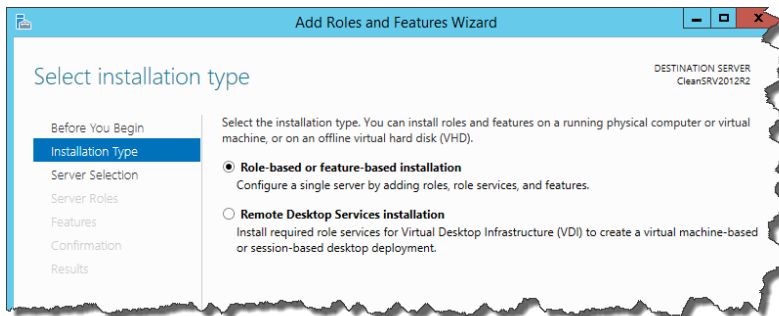 Add Roles and Features Wizard
Select installation type
DESTINATION SERVER
CleanSRV2012R2
Before You Begin
Installation Type
Server Selection
Server Roles
Features
Confirmation
Results
Select the installation type. You can install roles and features on a running physical computer or virtual
machine, or on an offline virtual hard disk (VHD).
Role-based or feature-based installation
Configure a single server by adding roles, role services, and features.
Remote Desktop Services installation
Install required role services for Virtual Desktop Infrastructure (VDI) to create a virtual machine-based
or session-based desktop deployment.